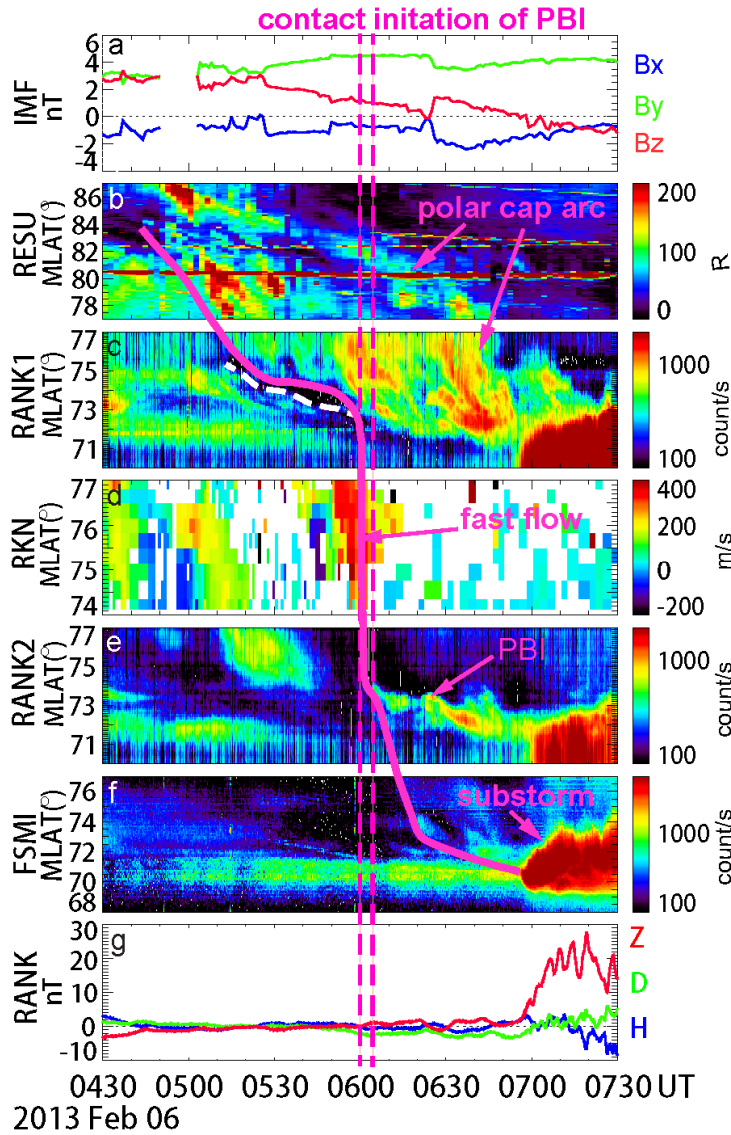 contact initation of PBI
a
6
4
2
0
-2
-4
IMF
nT
Bx
By
Bz
b
86
84
82
80
78
RESU
MLAT(°)
polar cap arc
200
100
0
R
c
77
75
73
71
RANK1
MLAT(°)
1000
100
count/s
d
77
76
75
74
RKN
MLAT(°)
fast flow
400
200
0
-200
m/s
e
77
75
73
71
RANK2
MLAT(°)
PBI
1000
100
count/s
f
76
74
72
70
68
FSMI
MLAT(°)
substorm
1000
100
count/s
g
30
20
10
0
-10
RANK
nT
Z
D
H
0430 0500 0530 0600 0630 0700 0730 UT
2013 Feb 06